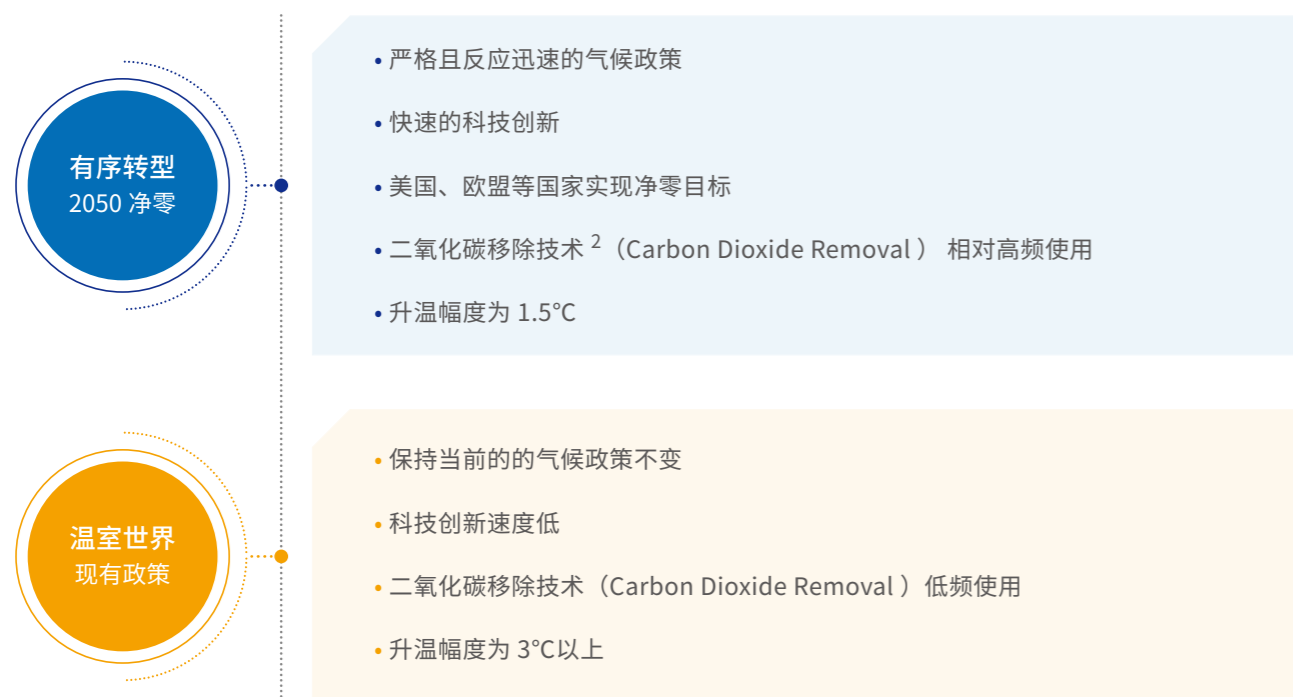 有序转型
2050 净零
• 严格且反应迅速的气候政策
• 快速的科技创新
• 美国、欧盟等国家实现净零目标
• 二氧化碳移除技术 2（Carbon Dioxide Removal ） 相对高频使用
• 升温幅度为 1.5℃
温室世界
现有政策
• 保持当前的的气候政策不变
• 科技创新速度低
• 二氧化碳移除技术（Carbon Dioxide Removal ）低频使用
• 升温幅度为 3℃以上